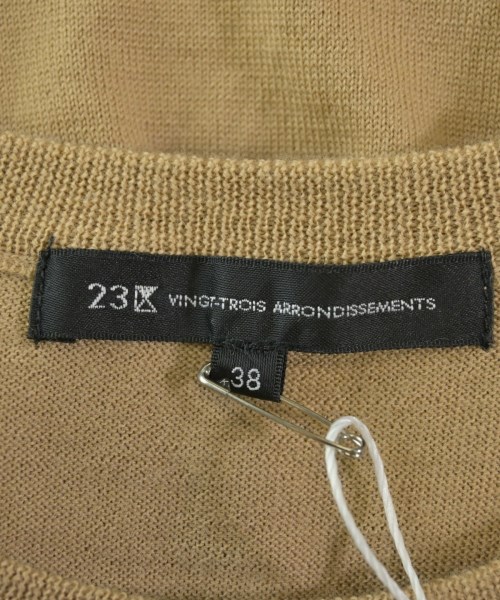 23区 VINGT-TROIS ARRONDISSEMENTS
38